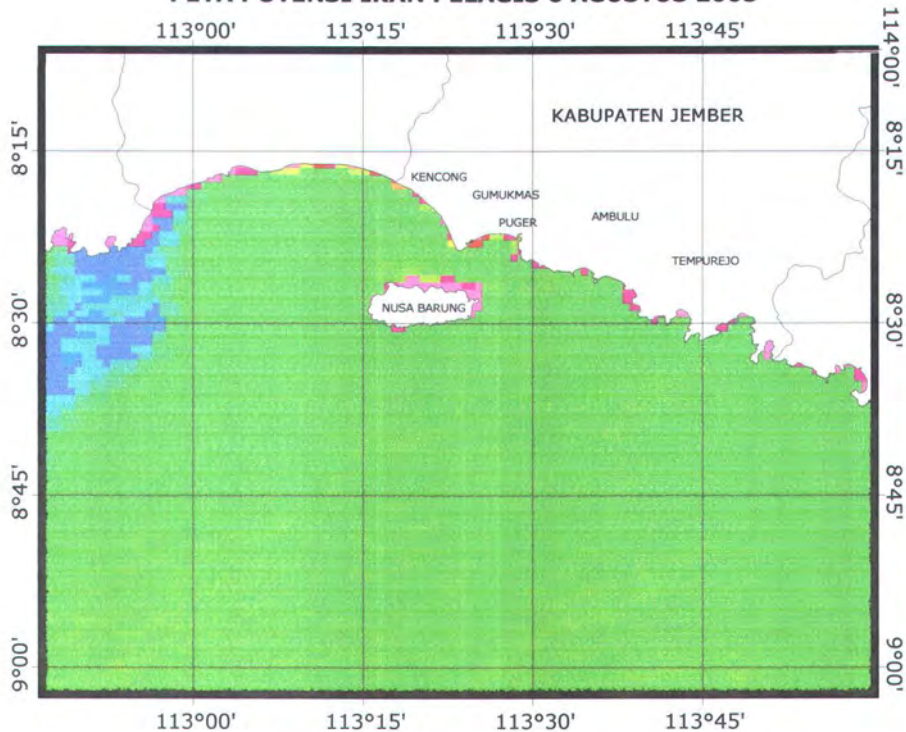 113°00' 113°15' 113°30' 113°45' 114°00'
KABUPATEN JEMBER
8°15' 8°15'
KENCONG
GUMUKMAS
PUGER
AMBULU
TEMPUREJO
NUSA BARUNG
8°30' 8°30'
8°45' 8°45'
9°00' 9°00'
113°00' 113°15' 113°30' 113°45'